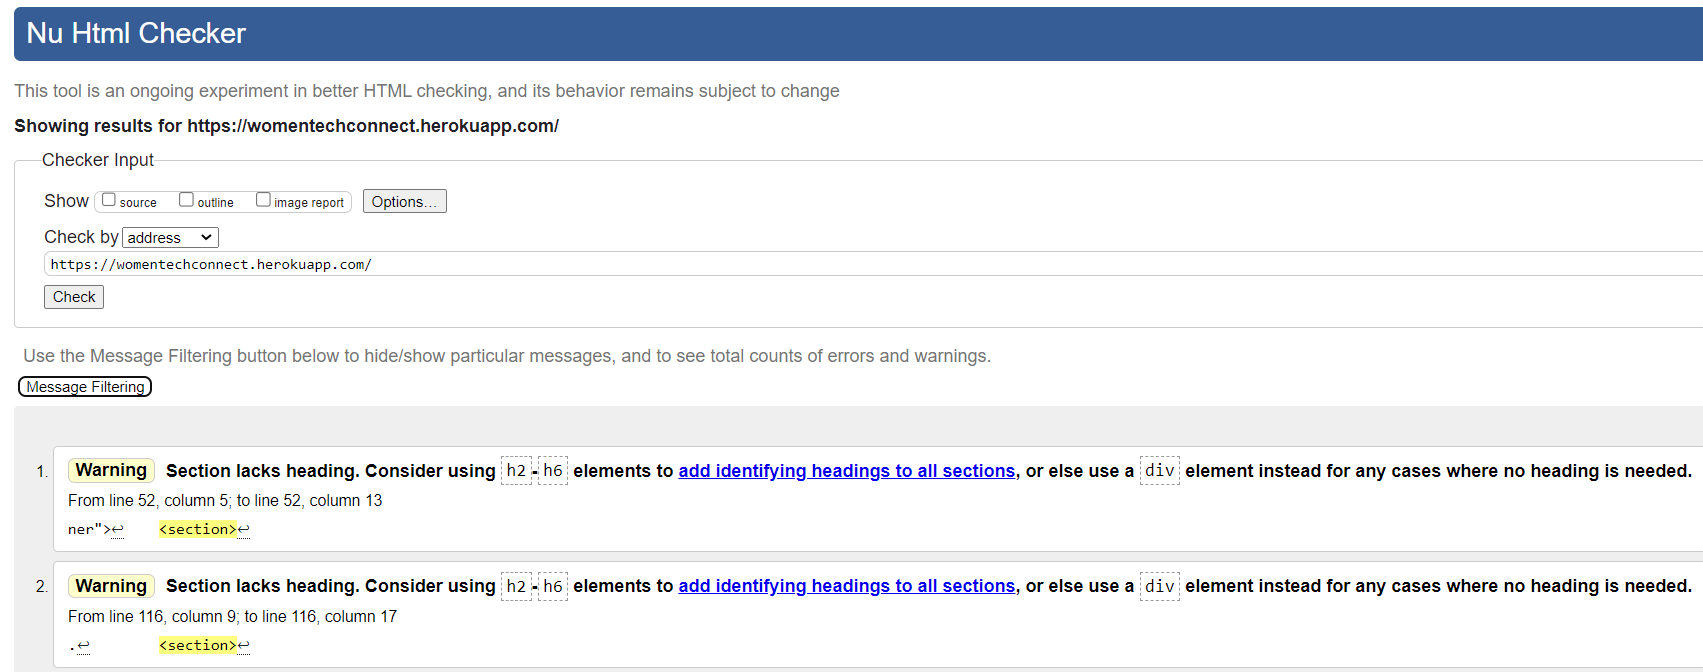 Nu Html Checker
This tool is an ongoing experiment in better HTML checking, and its behavior remains subject to change
Showing results for https://womentechconnect.herokuapp.com/
Checker Input
Show source outline image report Options...
Check by address
https://womentechconnect.herokuapp.com/
Check
Use the Message Filtering button below to hide/show particular messages, and to see total counts of errors and warnings.
Message Filtering
1. Warning Section lacks heading. Consider using h2-h6 elements to add identifying headings to all sections, or else use a div element instead for any cases where no heading is needed.
From line 52, column 5; to line 52, column 13
ner">↩ <section>↩
2. Warning Section lacks heading. Consider using h2-h6 elements to add identifying headings to all sections, or else use a div element instead for any cases where no heading is needed.
From line 116, column 9; to line 116, column 17
.↩ <section>↩